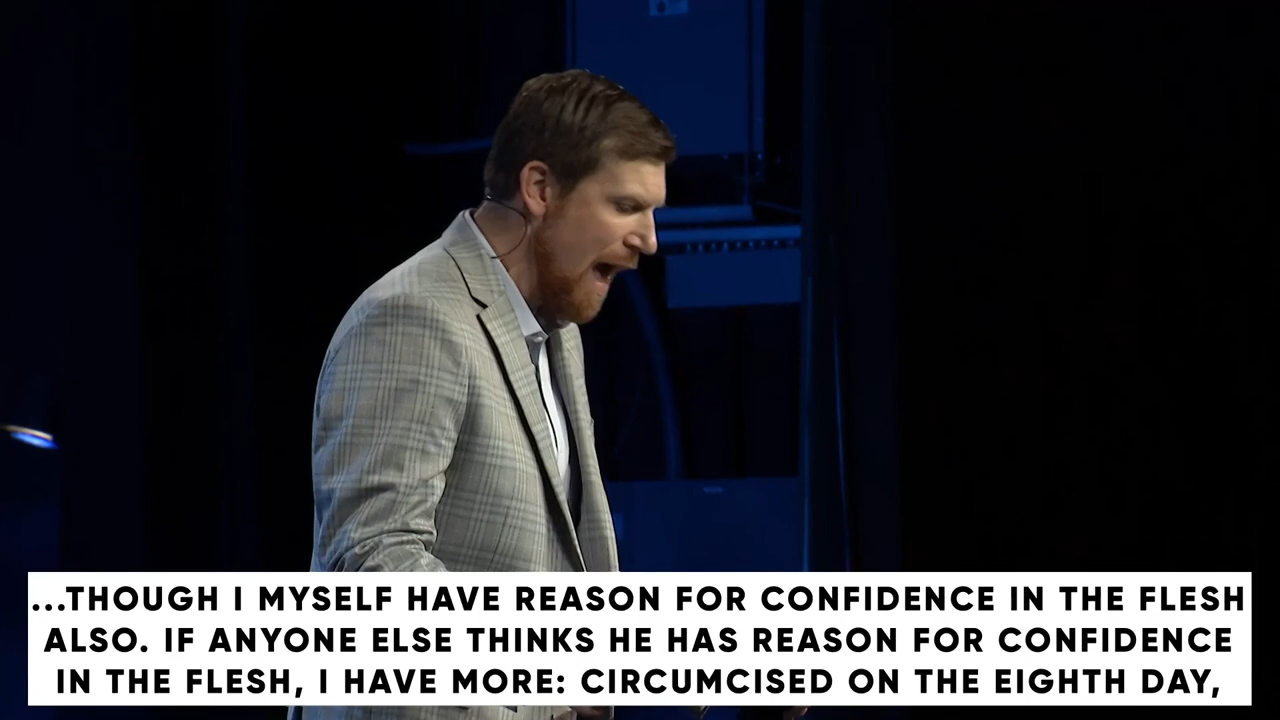 ...THOUGH I MYSELF HAVE REASON FOR CONFIDENCE IN THE FLESH
ALSO. IF ANYONE ELSE THINKS HE HAS REASON FOR CONFIDENCE
IN THE FLESH, I HAVE MORE: CIRCUMCISED ON THE EIGHTH DAY,